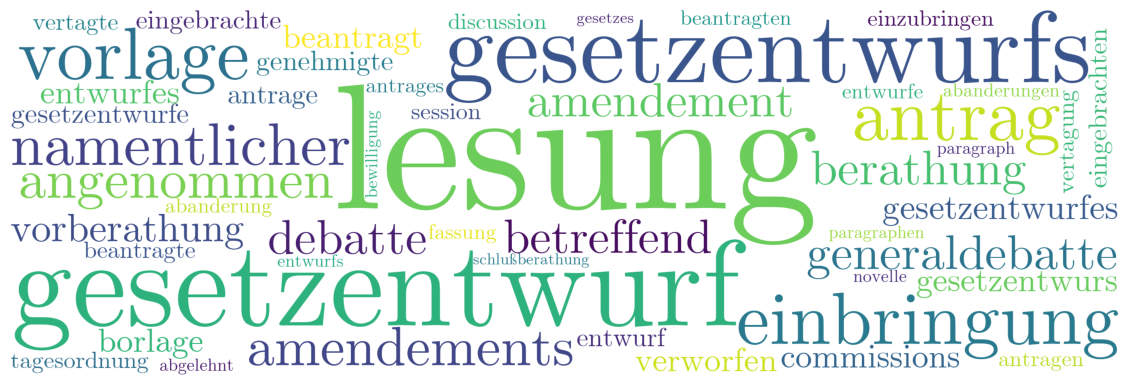 vertagte eingebrachte discussion gesetzes beantragten einzubringen
vorlage beantragt gesetzentwurfs
genehmigte
entwurfes antrage antrages amendement entwurfe abanderungen eingebrachten
gesetzentwurfe session antrag vertagung
namentlicher lesung bewilligung paragraph
angenommen berathung
abanderung gesetzentwurfes
vorberathung debatte fassung betreffend paragraphen
beantragte entwurfs schlußberathung generaldebatte
gesetzentwurf novelle gesetzentwurs
borlage amendements entwurf einbringung
tagesordnung abgelehnt verworfen commissions antragen